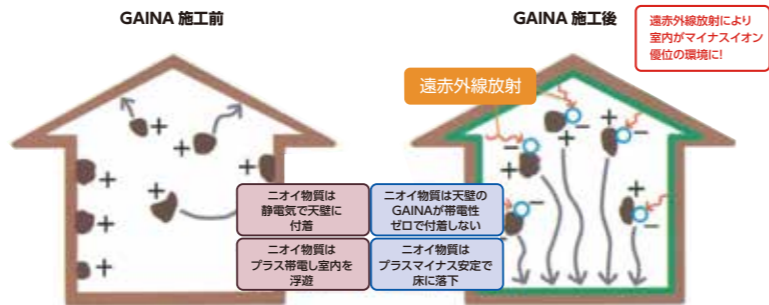 GAINA 施工前
GAINA 施工後
遠赤外線放射により
室内がマイナスイオン
優位の環境に!
遠赤外線放射
ニオイ物質は
静電気で天壁に
付着
ニオイ物質は天壁の
GAINAが帯電性
ゼロで付着しない
ニオイ物質は
プラス帯電し室内を
浮遊
ニオイ物質は
プラスマイナス安定で
床に落下